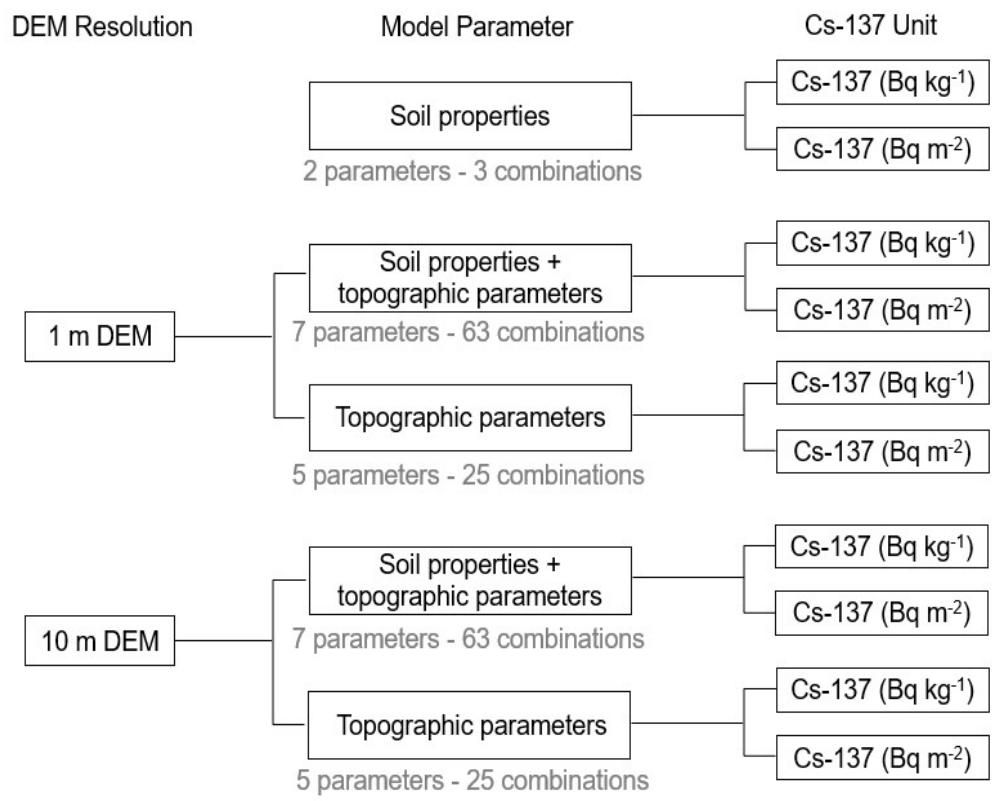 DEM Resolution
Model Parameter
Cs-137 Unit
Soil properties
2 parameters - 3 combinations
Cs-137 (Bq kg⁻¹)
Cs-137 (Bq m⁻²)
1 m DEM
Soil properties +
topographic parameters
7 parameters - 63 combinations
Cs-137 (Bq kg⁻¹)
Cs-137 (Bq m⁻²)
Topographic parameters
5 parameters - 25 combinations
Cs-137 (Bq kg⁻¹)
Cs-137 (Bq m⁻²)
10 m DEM
Soil properties +
topographic parameters
7 parameters - 63 combinations
Cs-137 (Bq kg⁻¹)
Cs-137 (Bq m⁻²)
Topographic parameters
5 parameters - 25 combinations
Cs-137 (Bq kg⁻¹)
Cs-137 (Bq m⁻²)